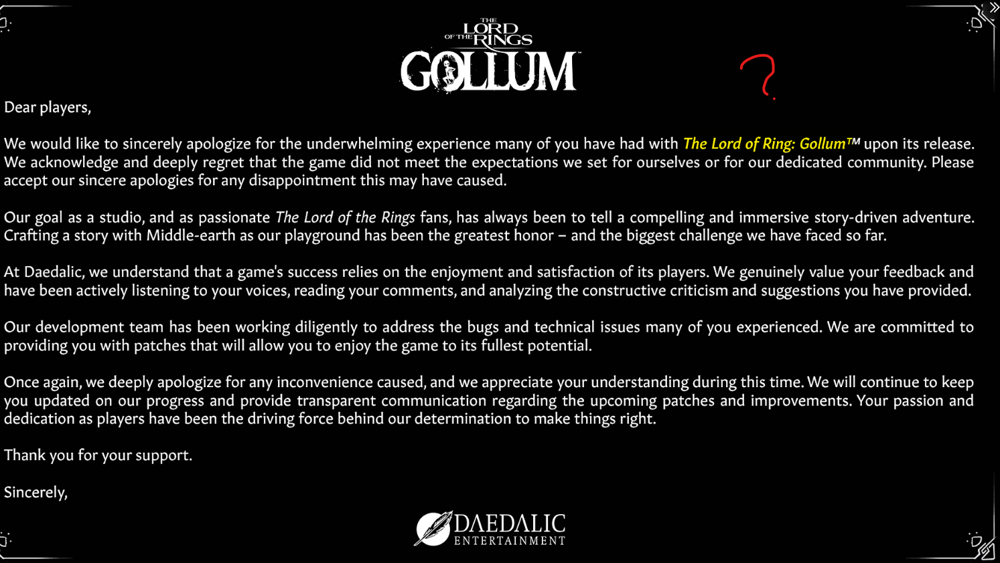 THE
LORD
OF THE RINGS
GOLLUM™
?
Dear players,
We would like to sincerely apologize for the underwhelming experience many of you have had with The Lord of Ring: Gollum™ upon its release.
We acknowledge and deeply regret that the game did not meet the expectations we set for ourselves or for our dedicated community. Please
accept our sincere apologies for any disappointment this may have caused.
Our goal as a studio, and as passionate The Lord of the Rings fans, has always been to tell a compelling and immersive story-driven adventure.
Crafting a story with Middle-earth as our playground has been the greatest honor – and the biggest challenge we have faced so far.
At Daedalic, we understand that a game's success relies on the enjoyment and satisfaction of its players. We genuinely value your feedback and
have been actively listening to your voices, reading your comments, and analyzing the constructive criticism and suggestions you have provided.
Our development team has been working diligently to address the bugs and technical issues many of you experienced. We are committed to
providing you with patches that will allow you to enjoy the game to its fullest potential.
Once again, we deeply apologize for any inconvenience caused, and we appreciate your understanding during this time. We will continue to keep
you updated on our progress and provide transparent communication regarding the upcoming patches and improvements. Your passion and
dedication as players have been the driving force behind our determination to make things right.
Thank you for your support.
Sincerely,
DAEDALIC
ENTERTAINMENT